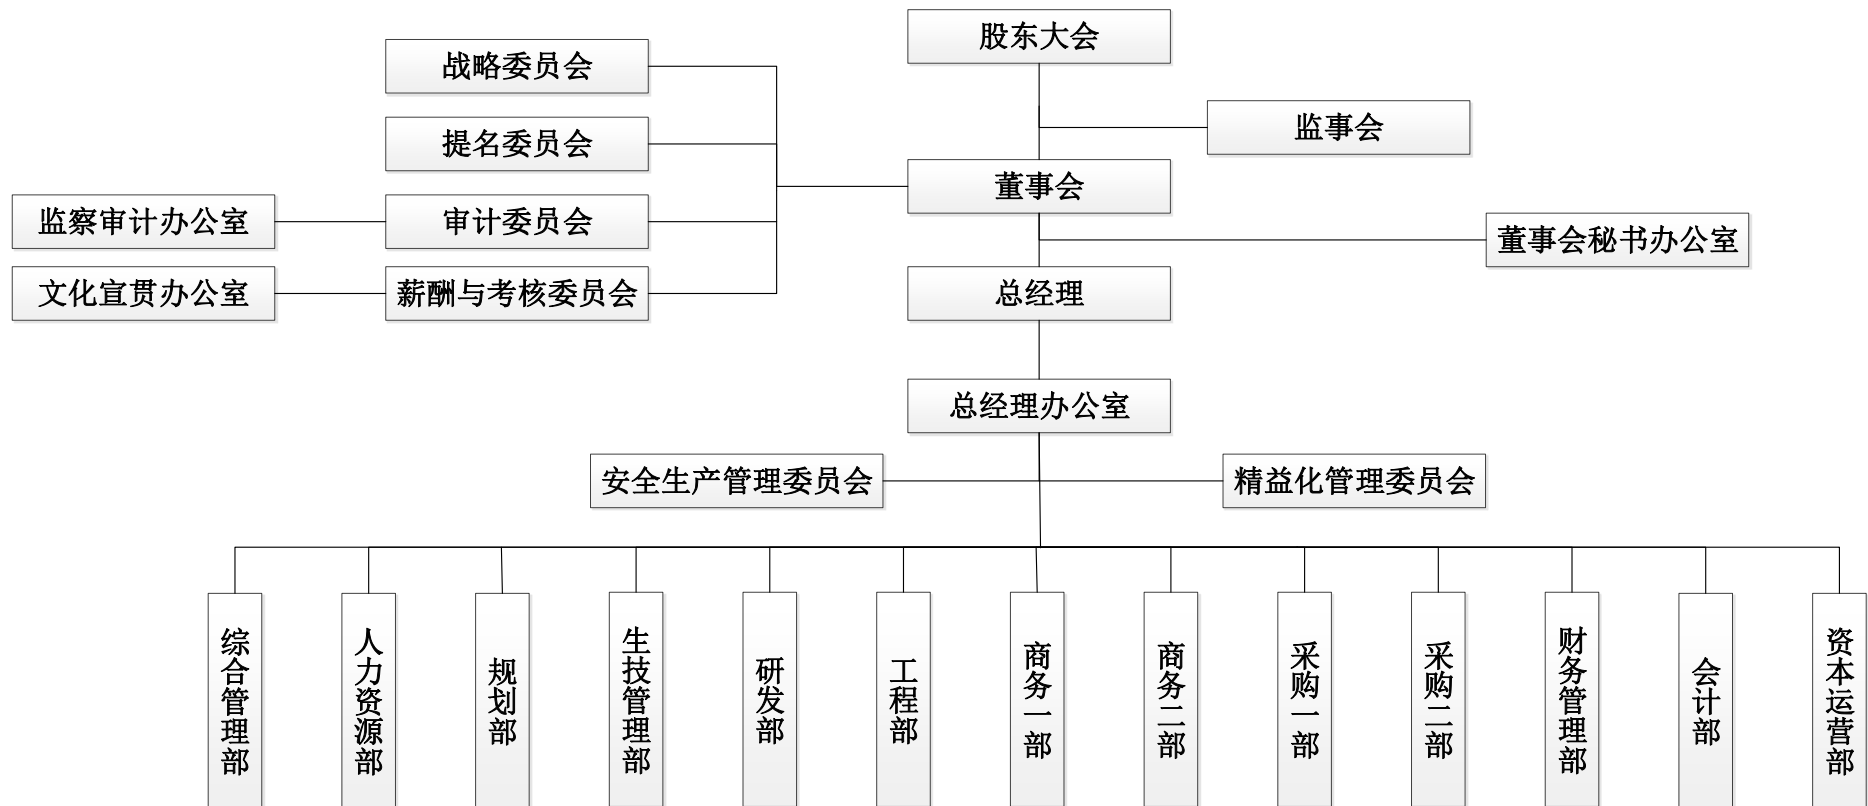 股东大会
战略委员会
监事会
提名委员会
董事会
监察审计办公室
审计委员会
董事会秘书办公室
文化宣贯办公室
薪酬与考核委员会
总经理
总经理办公室
安全生产管理委员会
精益化管理委员会
综合管理部
人力资源部
规划部
生技管理部
研发部
工程部
商务一部
商务二部
采购一部
采购二部
财务管理部
会计部
资本运营部